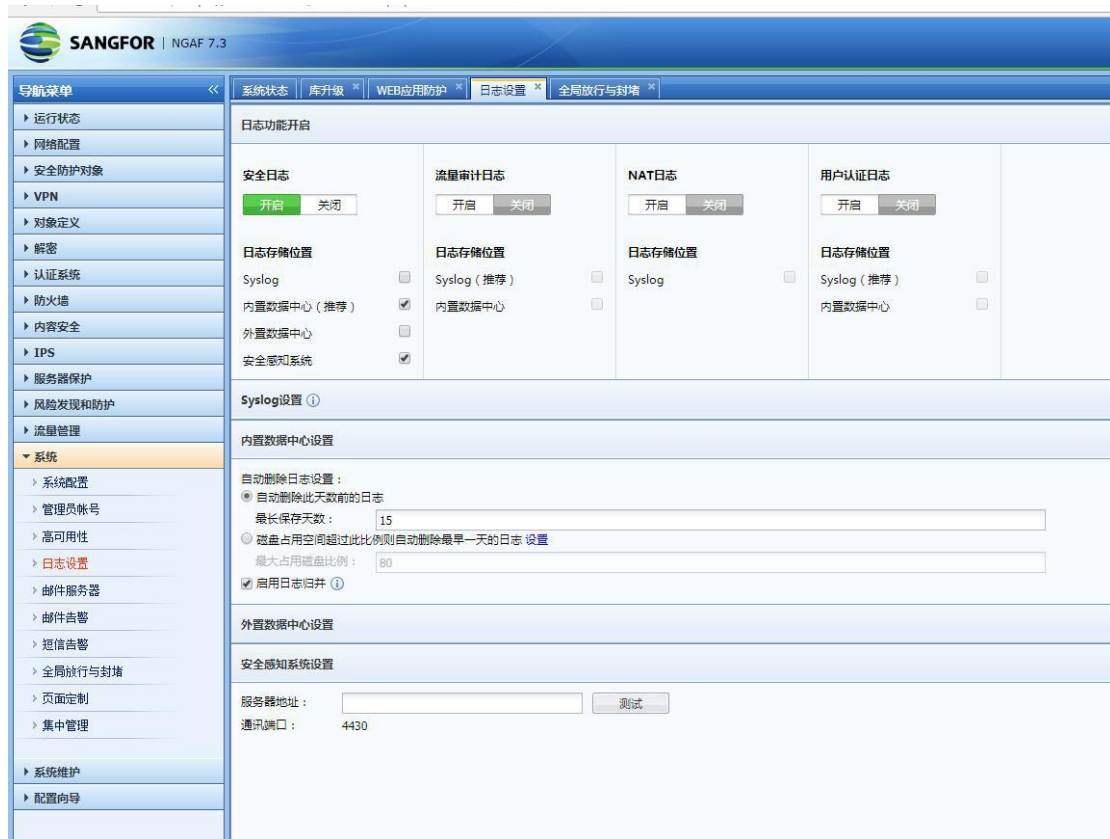 SANGFOR | NGAF 7.3
导航菜单
系统状态 库升级 WEB应用防护 日志设置 全局放行与封堵
运行状态
网络配置
安全防护对象
VPN
对象定义
解密
认证系统
防火墙
内容安全
IPS
服务器保护
风险发现和防护
流量管理
系统
系统配置
管理员帐号
高可用性
日志设置
邮件服务器
邮件告警
短信告警
全局放行与封堵
页面定制
集中管理
系统维护
配置向导
日志功能开启
安全日志
开启 关闭
日志存储位置
Syslog
内置数据中心（推荐）
外置数据中心
安全感知系统
流量审计日志
开启 关闭
日志存储位置
Syslog（推荐）
内置数据中心
NAT日志
开启 关闭
日志存储位置
Syslog
用户认证日志
开启 关闭
日志存储位置
Syslog（推荐）
内置数据中心
Syslog设置
内置数据中心设置
自动删除日志设置：
自动删除此天数前的日志
最长保存天数： 15
磁盘占用空间超过此比例则自动删除最早一天的日志 设置
最大占用磁盘比例： 80
启用日志归并
外置数据中心设置
安全感知系统设置
服务器地址： 测试
通讯端口： 4430